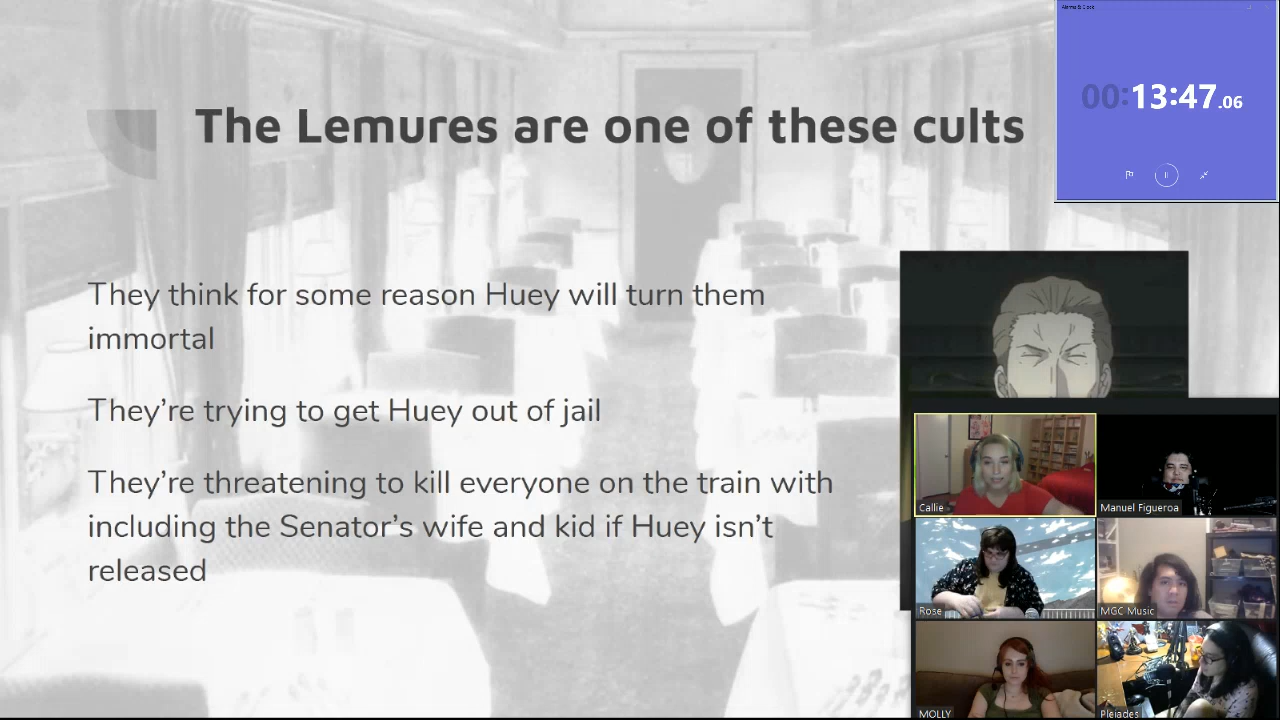 Alarms & Clock
00:13:47.06
The Lemures are one of these cults
They think for some reason Huey will turn them
immortal
They're trying to get Huey out of jail
They're threatening to kill everyone on the train with
including the Senator's wife and kid if Huey isn't
released
Callie
Manuel Figueroa
Rose
MGC Music
MOLLY
Pleiades